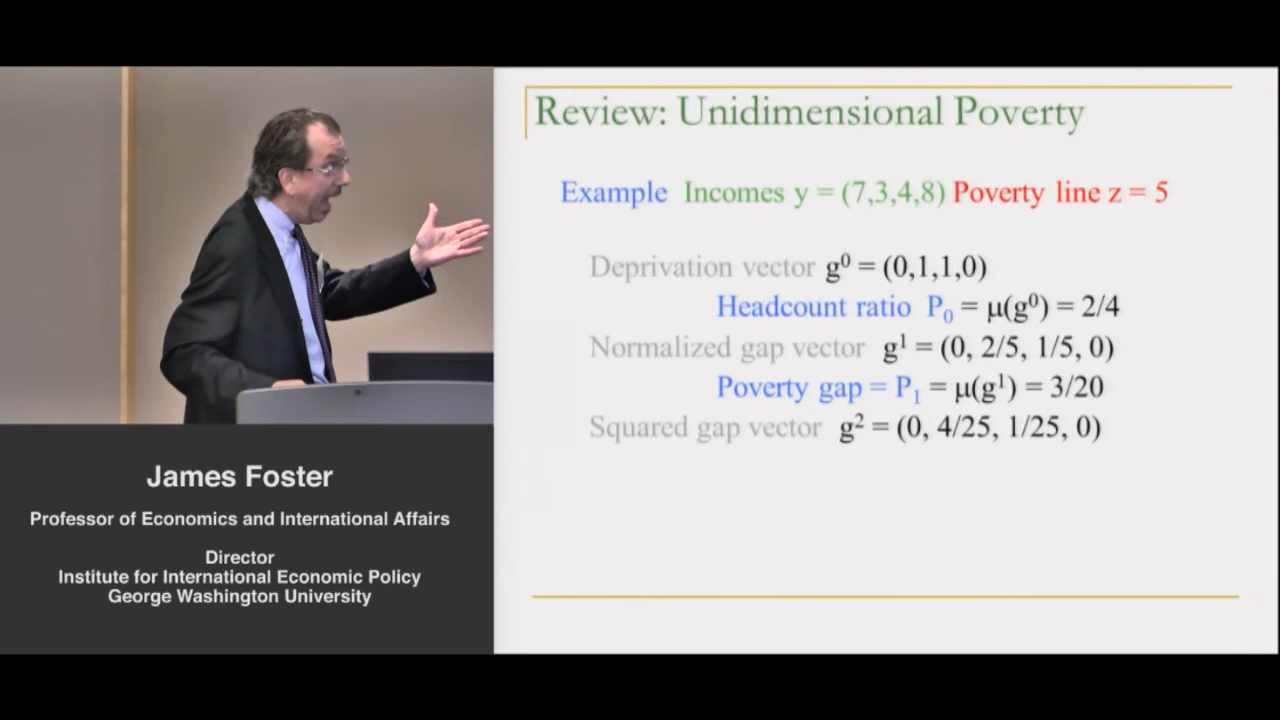 Review: Unidimensional Poverty
Example Incomes y = (7,3,4,8) Poverty line z = 5
Deprivation vector g⁰ = (0,1,1,0)
Headcount ratio P₀ = μ(g⁰) = 2/4
Normalized gap vector g¹ = (0, 2/5, 1/5, 0)
Poverty gap = P₁ = μ(g¹) = 3/20
Squared gap vector g² = (0, 4/25, 1/25, 0)
James Foster
Professor of Economics and International Affairs
Director
Institute for International Economic Policy
George Washington University